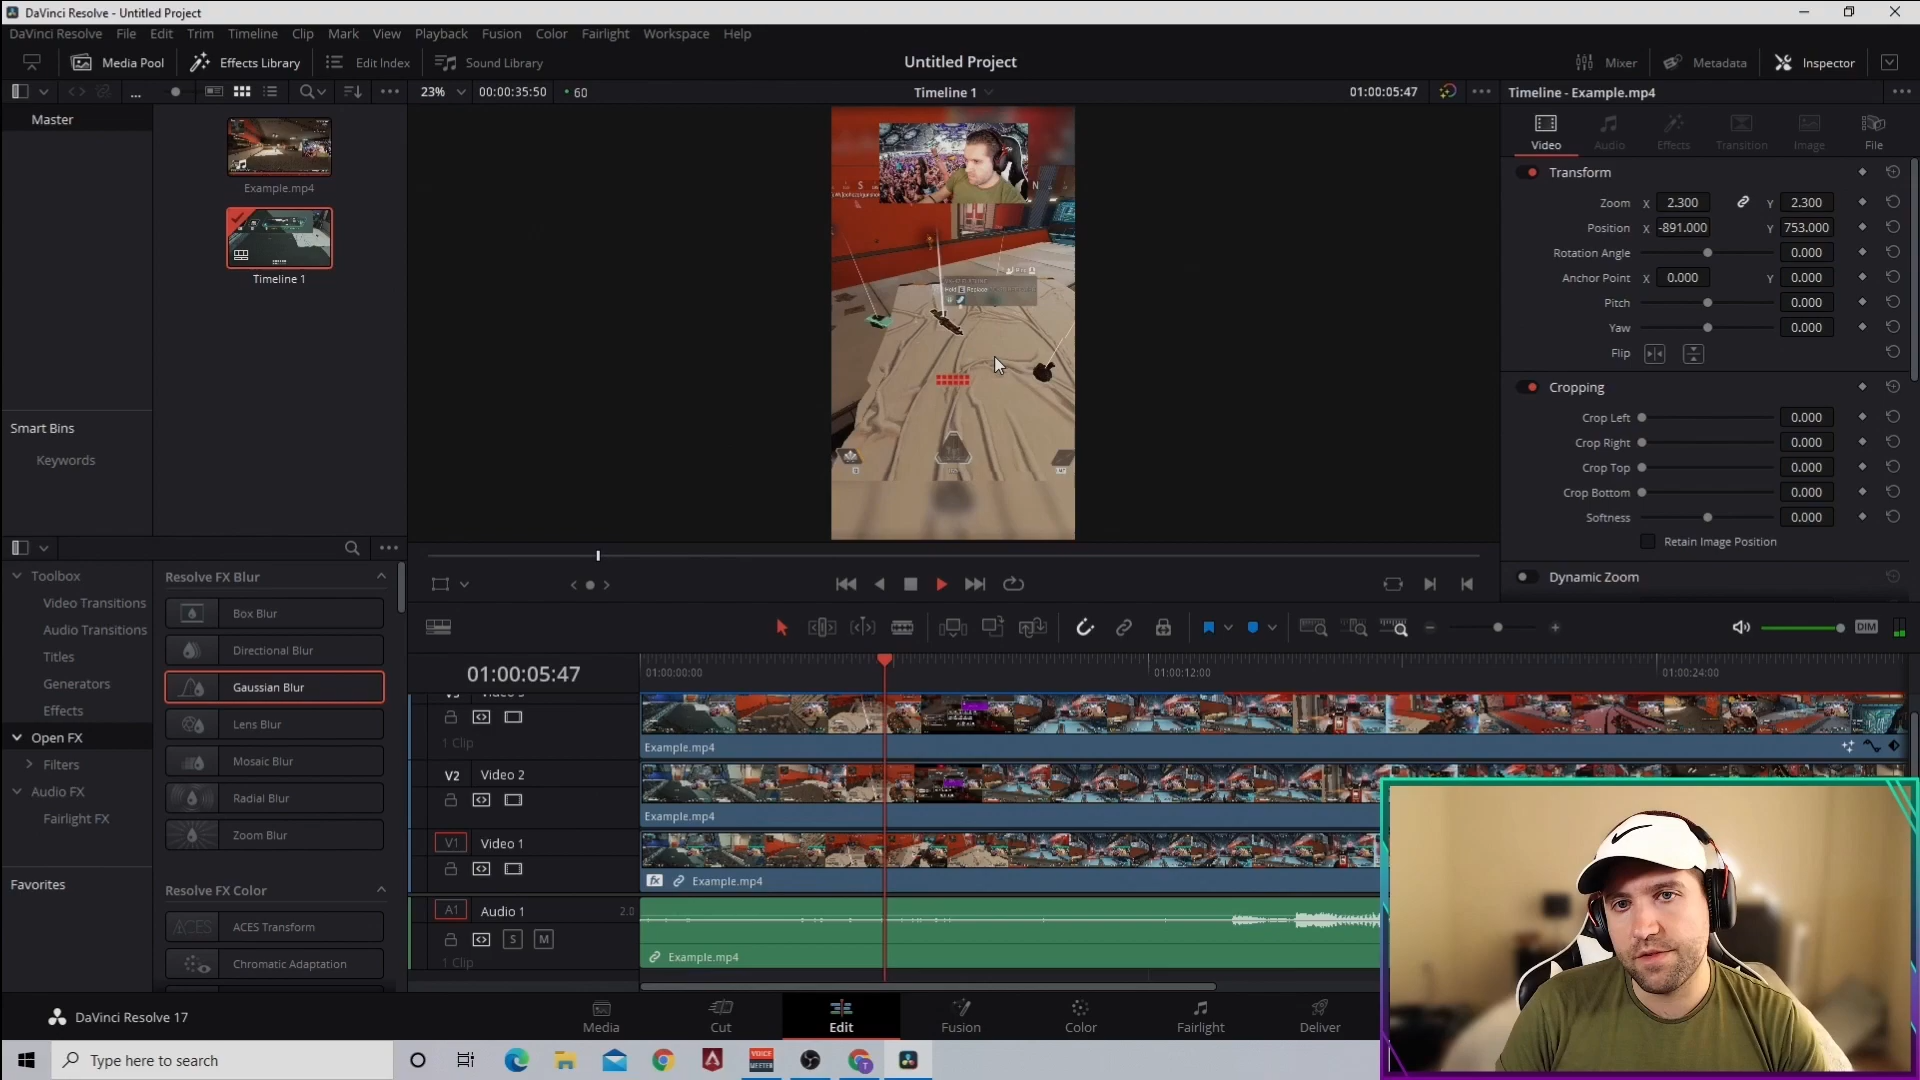 DaVinci Resolve - Untitled Project
DaVinci Resolve File Edit Trim Timeline Clip Mark View Playback Fusion Color Fairlight Workspace Help
Media Pool Effects Library Edit Index Sound Library Untitled Project Mixer Metadata Inspector
... 23% 00:00:35:50 60 Timeline 1 01:00:05:47 Timeline - Example.mp4
Master
Example.mp4
Timeline 1
Smart Bins
Keywords
S N
Video Audio Effects Transition Image File
Transform
Zoom X 2.300 Y 2.300
Position X -891.000 Y 753.000
Rotation Angle 0.000
Anchor Point X 0.000 Y 0.000
Pitch 0.000
Yaw 0.000
Flip
Cropping
Crop Left 0.000
Crop Right 0.000
Crop Top 0.000
Crop Bottom 0.000
Softness 0.000
Retain Image Position
Dynamic Zoom
Toolbox
Video Transitions
Audio Transitions
Titles
Generators
Effects
Open FX
Filters
Audio FX
Fairlight FX
Favorites
Resolve FX Blur
Box Blur
Directional Blur
Gaussian Blur
Lens Blur
Mosaic Blur
Radial Blur
Zoom Blur
Resolve FX Color
ACES Transform
Chromatic Adaptation
DIM
01:00:05:47 01:00:00:00 01:00:12:00 01:00:24:00
1 Clip
Example.mp4
V2 Video 2
Example.mp4
V1 Video 1
Example.mp4
A1 Audio 1 2.0
S M
1 Clip
Example.mp4
DaVinci Resolve 17
Media Cut Edit Fusion Color Fairlight Deliver
Type here to search
VOICE MEETER